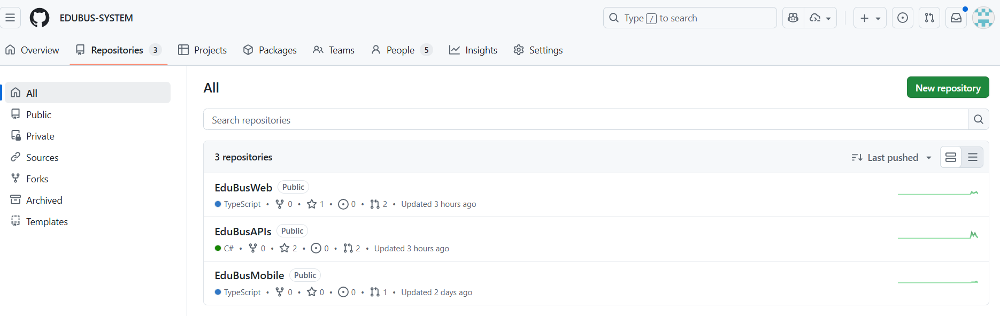 EDUBUS-SYSTEM
Type / to search
Overview
Repositories 3
Projects
Packages
Teams
People 5
Insights
Settings
All
Public
Private
Sources
Forks
Archived
Templates
All
New repository
Search repositories
3 repositories
Last pushed
EduBusWeb Public
TypeScript • 0 • 1 • 0 • 2 • Updated 3 hours ago
EduBusAPIs Public
C# • 0 • 2 • 0 • 2 • Updated 3 hours ago
EduBusMobile Public
TypeScript • 0 • 0 • 0 • 1 • Updated 2 days ago